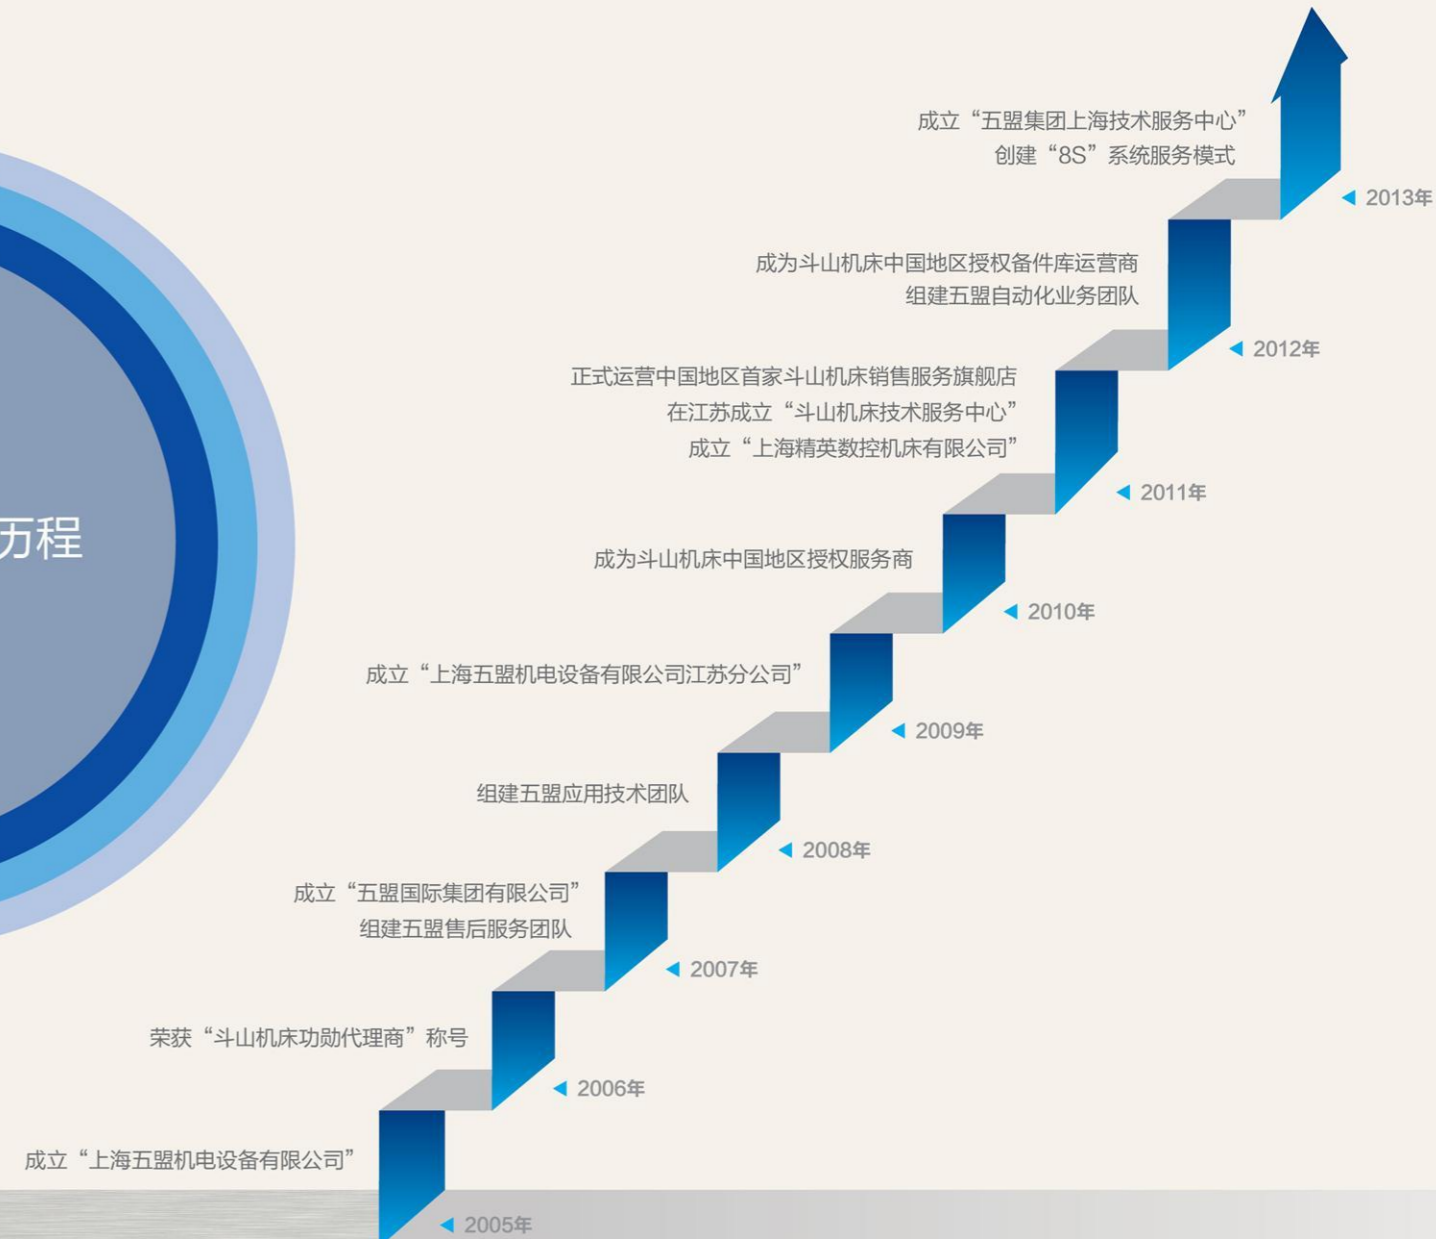 成立“五盟集团上海技术服务中心”
创建“8S”系统服务模式
2013年
成为斗山机床中国地区授权备件库运营商
组建五盟自动化业务团队
2012年
正式运营中国地区首家斗山机床销售服务旗舰店
在江苏成立“斗山机床技术服务中心”
成立“上海精英数控机床有限公司”
2011年
历程
成为斗山机床中国地区授权服务商
2010年
成立“上海五盟机电设备有限公司江苏分公司”
2009年
组建五盟应用技术团队
2008年
成立“五盟国际集团有限公司”
组建五盟售后服务团队
2007年
荣获“斗山机床功勋代理商”称号
2006年
成立“上海五盟机电设备有限公司”
2005年